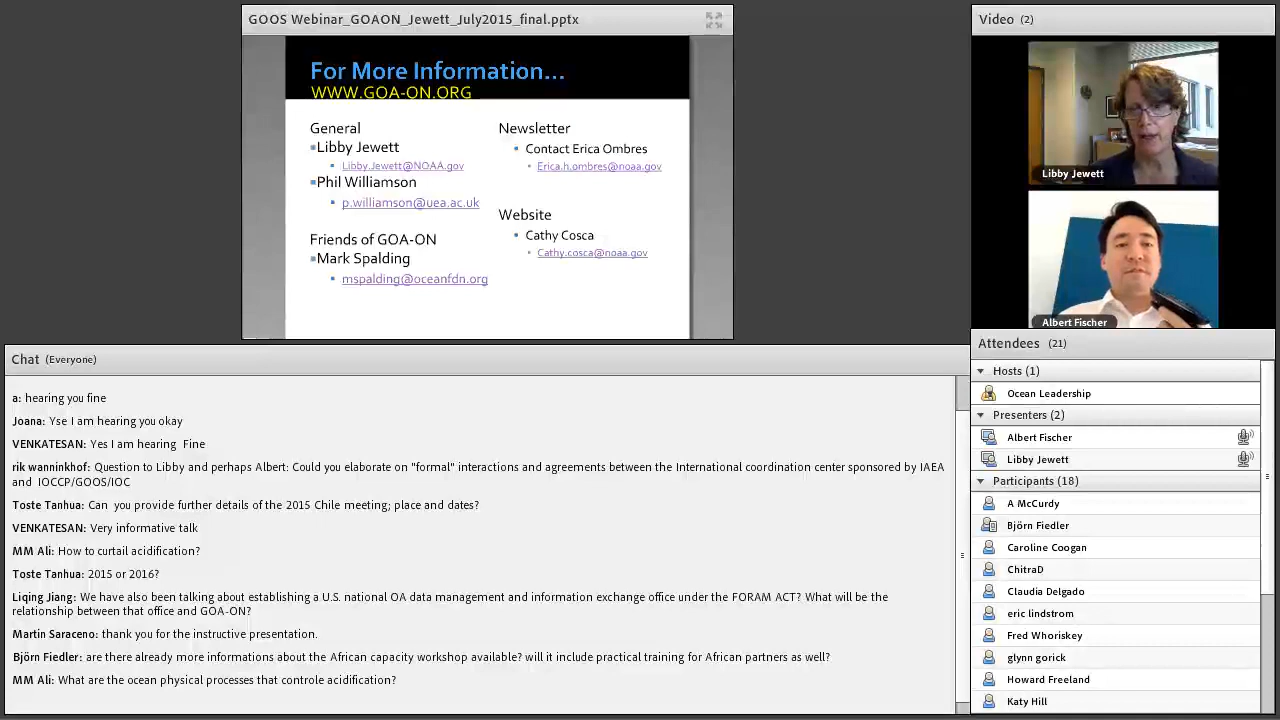 GOOS Webinar_GOAON_Jewett_July2015_final.pptx
For More Information...
WWW.GOA-ON.ORG
General
Libby Jewett
Libby.Jewett@NOAA.gov
Phil Williamson
p.williamson@uea.ac.uk
Friends of GOA-ON
Mark Spalding
mspalding@oceanfdn.org
Newsletter
Contact Erica Ombres
Erica.h.ombres@noaa.gov
Website
Cathy Cosca
Cathy.cosca@noaa.gov
Video (2)
Libby Jewett
Albert Fischer
Chat (Everyone)
a: hearing you fine
Joana: Yse I am hearing you okay
VENKATESAN: Yes I am hearing Fine
rik wanninkhof: Question to Libby and perhaps Albert: Could you elaborate on "formal" interactions and agreements between the International coordination center sponsored by IAEA
and IOCCP/GOOS/IOC
Toste Tanhua: Can you provide further details of the 2015 Chile meeting; place and dates?
VENKATESAN: Very informative talk
MM Ali: How to curtail acidification?
Toste Tanhua: 2015 or 2016?
Liqing Jiang: We have also been talking about establishing a U.S. national OA data management and information exchange office under the FORAM ACT? What will be the
relationship between that office and GOA-ON?
Martin Saraceno: thank you for the instructive presentation.
Björn Fiedler: are there already more informations about the African capacity workshop available? will it include practical training for African partners as well?
MM Ali: What are the ocean physical processes that controle acidification?
Attendees (21)
Hosts (1)
Ocean Leadership
Presenters (2)
Albert Fischer
Libby Jewett
Participants (18)
A McCurdy
Björn Fiedler
Caroline Coogan
ChitraD
Claudia Delgado
eric lindstrom
Fred Whoriskey
glynn gorick
Howard Freeland
Katy Hill